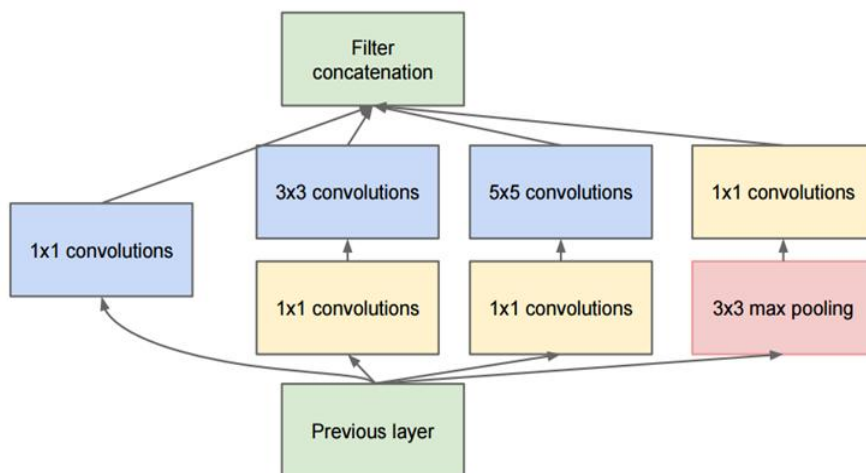 Filter
concatenation
3x3 convolutions
5x5 convolutions
1x1 convolutions
1x1 convolutions
1x1 convolutions
1x1 convolutions
3x3 max pooling
Previous layer